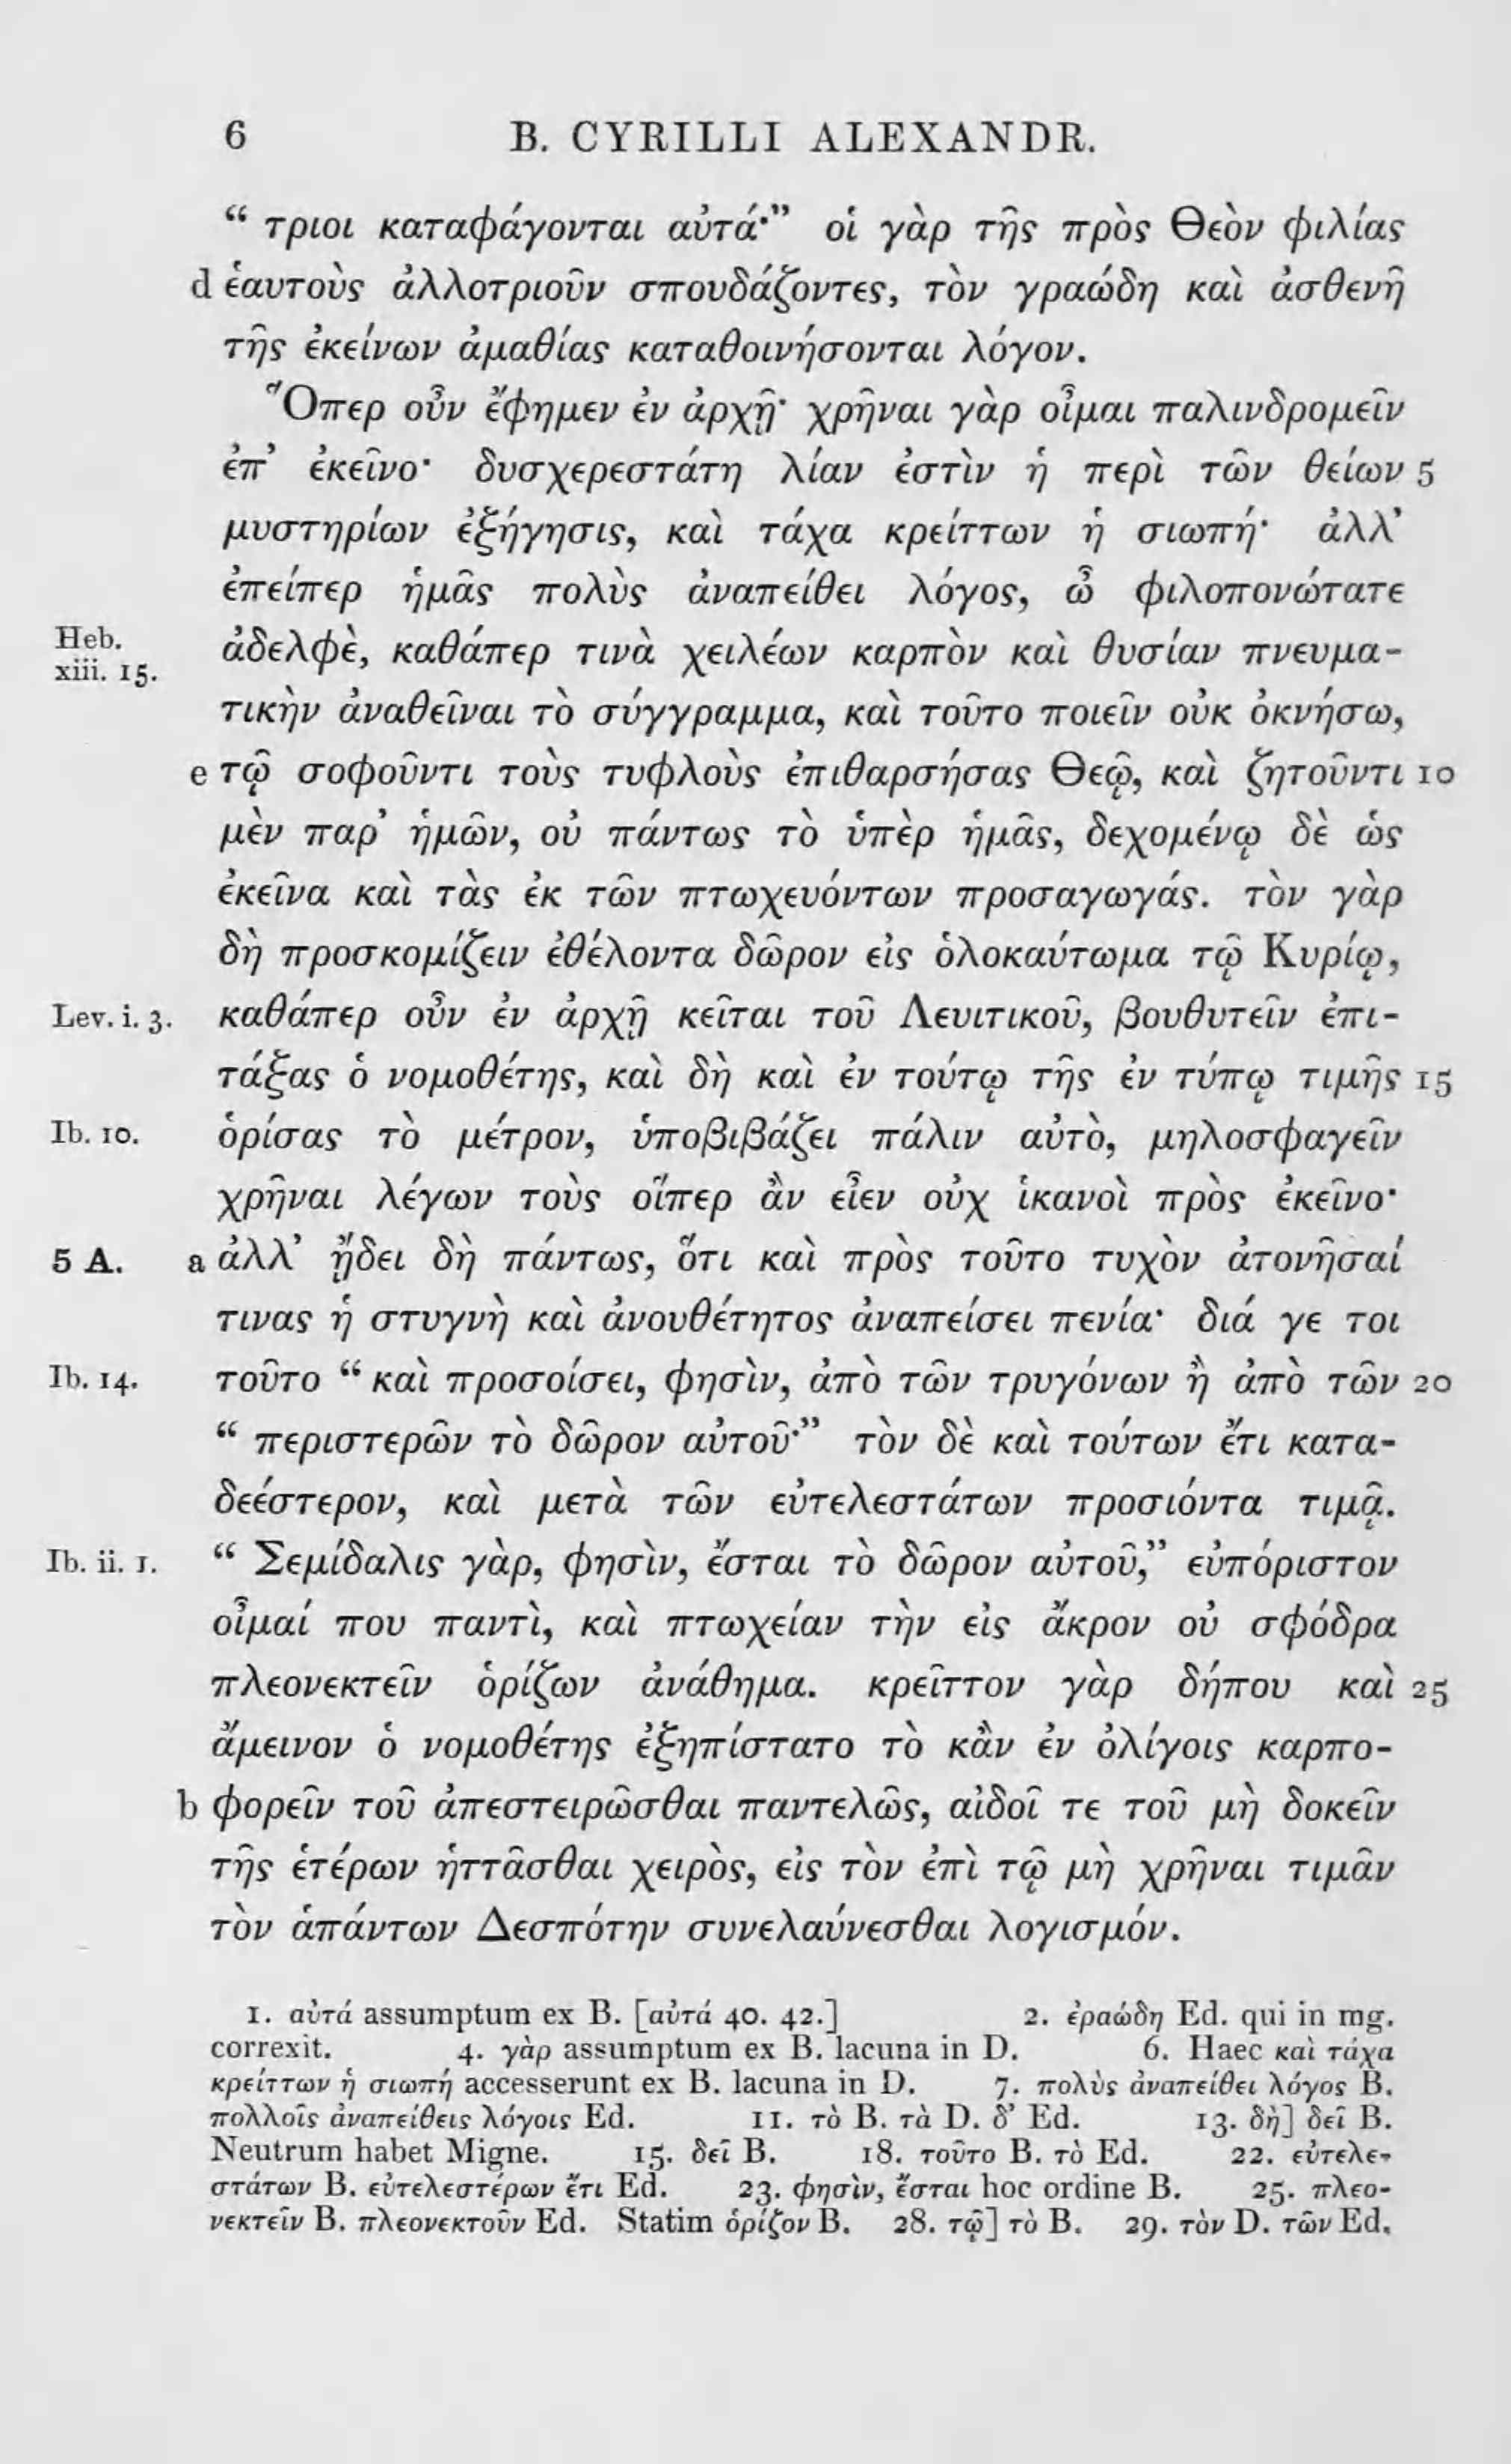 6 B. CYRILLI ALEXANDR.
“ τριοι καταφάγονται αὐτά·” οἱ γὰρ τῆς πρὸς Θεὸν φιλίας
d ἑαυτοὺς ἀλλοτριοῦν σπουδάζοντες, τὸν γραώδη καὶ ἀσθενῆ
τῆς ἐκείνων ἀμαθίας καταθοινήσονται λόγον.
Ὅπερ οὖν ἔφημεν ἐν ἀρχῇ· χρῆναι γὰρ οἶμαι παλινδρομεῖν
ἐπ’ ἐκεῖνο· δυσχερεστάτη λίαν ἐστὶν ἡ περὶ τῶν θείων 5
μυστηρίων ἐξήγησις, καὶ τάχα κρείττων ἡ σιωπή· ἀλλ’
ἐπείπερ ἡμᾶς πολὺς ἀναπείθει λόγος, ὦ φιλοπονώτατε
Heb. xiii. 15. ἀδελφὲ, καθάπερ τινὰ χειλέων καρπὸν καὶ θυσίαν πνευμα-
τικὴν ἀναθεῖναι τὸ σύγγραμμα, καὶ τοῦτο ποιεῖν οὐκ ὀκνήσω,
e τῷ σοφοῦντι τοὺς τυφλοὺς ἐπιθαρσήσας Θεῷ, καὶ ζητοῦντι 10
μὲν παρ’ ἡμῶν, οὐ πάντως τὸ ὑπὲρ ἡμᾶς, δεχομένῳ δὲ ὡς
ἐκεῖνα καὶ τὰς ἐκ τῶν πτωχευόντων προσαγωγάς. τὸν γὰρ
δὴ προσκομίζειν ἐθέλοντα δῶρον εἰς ὁλοκαύτωμα τῷ Κυρίῳ,
Lev. i. 3. καθάπερ οὖν ἐν ἀρχῇ κεῖται τοῦ Λευιτικοῦ, βουθυτεῖν ἐπι-
τάξας ὁ νομοθέτης, καὶ δὴ καὶ ἐν τούτῳ τῆς ἐν τύπῳ τιμῆς 15
Ib. 10. ὁρίσας τὸ μέτρον, ὑποβιβάζει πάλιν αὐτὸ, μηλοσφαγεῖν
χρῆναι λέγων τοὺς οἵπερ ἂν εἶεν οὐχ ἱκανοὶ πρὸς ἐκεῖνο·
5 A. a ἀλλ’ ᾔδει δὴ πάντως, ὅτι καὶ πρὸς τοῦτο τυχὸν ἀτονῆσαί
τινας ἡ στυγνὴ καὶ ἀνουθέτητος ἀναπείσει πενία· διά γε τοι
Ib. 14. τοῦτο “ καὶ προσοίσει, φησὶν, ἀπὸ τῶν τρυγόνων ἢ ἀπὸ τῶν 20
“ περιστερῶν τὸ δῶρον αὐτοῦ·” τὸν δὲ καὶ τούτων ἔτι κατα-
δεέστερον, καὶ μετὰ τῶν εὐτελεστάτων προσιόντα τιμᾷ.
Ib. ii. 1. “ Σεμίδαλις γὰρ, φησὶν, ἔσται τὸ δῶρον αὐτοῦ,” εὐπόριστον
οἶμαί που παντὶ, καὶ πτωχείαν τὴν εἰς ἄκρον οὐ σφόδρα
πλεονεκτεῖν ὁρίζων ἀνάθημα. κρεῖττον γὰρ δήπου καὶ 25
ἄμεινον ὁ νομοθέτης ἐξηπίστατο τὸ κἂν ἐν ὀλίγοις καρπο-
b φορεῖν τοῦ ἀπεστειρῶσθαι παντελῶς, αἰδοῖ τε τοῦ μὴ δοκεῖν
τῆς ἑτέρων ἡττᾶσθαι χειρὸς, εἰς τὸν ἐπὶ τῷ μὴ χρῆναι τιμᾶν
τὸν ἁπάντων Δεσπότην συνελαύνεσθαι λογισμόν.
1. αὐτά assumptum ex B. [αὐτά 40. 42.] 2. ἐραώδη Ed. qui in mg.
correxit. 4. γὰρ assumptum ex B. lacuna in D. 6. Haec καὶ τάχα
κρείττων ἡ σιωπή accesserunt ex B. lacuna in D. 7. πολὺς ἀναπείθει λόγος B.
πολλοῖς ἀναπείθεις λόγοις Ed. 11. τὸ B. τὰ D. δ’ Ed. 13. δὴ] δεῖ B.
Neutrum habet Migne. 15. δεῖ B. 18. τοῦτο B. τὸ Ed. 22. εὐτελε-
στάτων B. εὐτελεστέρων ἔτι Ed. 23. φησὶν, ἔσται hoc ordine B. 25. πλεο-
νεκτεῖν B. πλεονεκτοῦν Ed. Statim ὁρίζον B. 28. τῷ] τὸ B. 29. τὸν D. τῶν Ed.